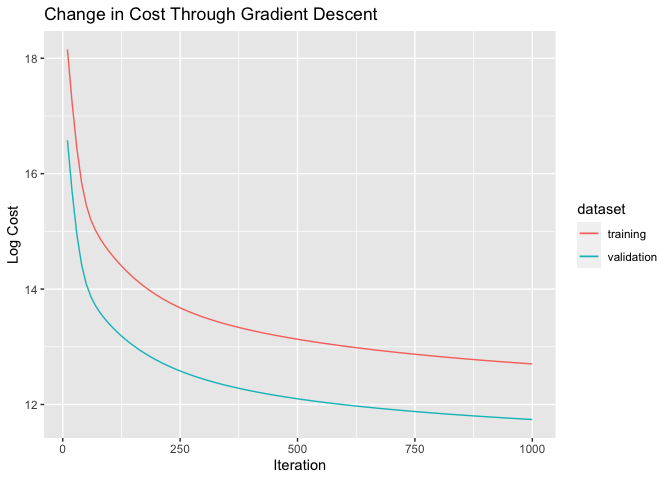 Change in Cost Through Gradient Descent
18
16
14
12
Log Cost
0 250 500 750 1000
Iteration
dataset
training
validation